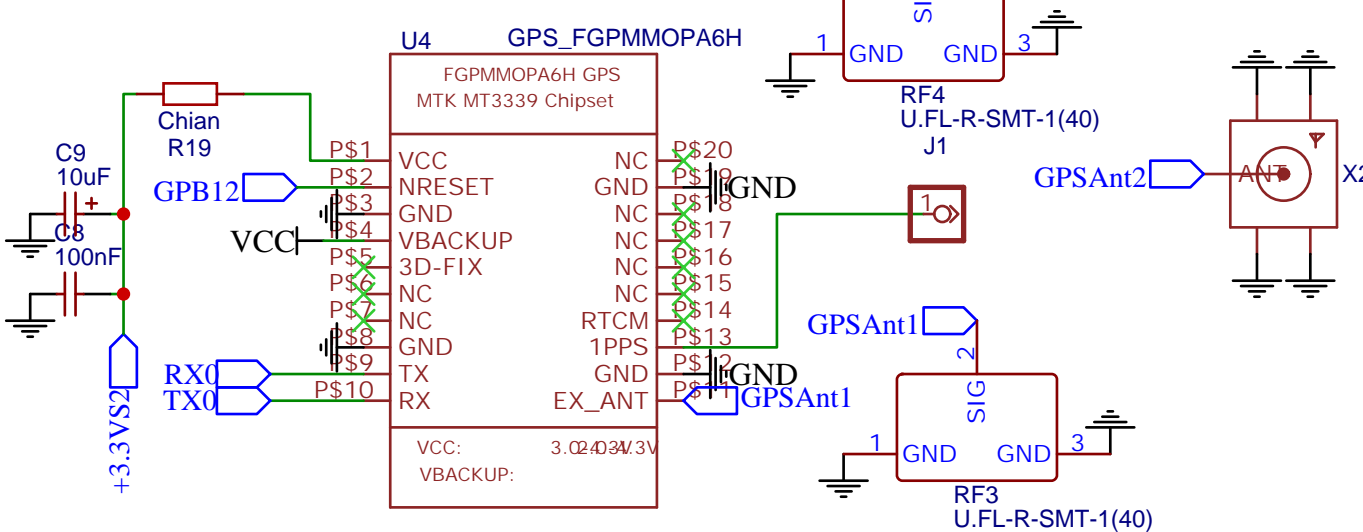 U4
GPS_FGPMMOPA6H
FGPMMOPA6H GPS
MTK MT3339 Chipset
Chian
R19
C9
10uF
+
C8
100nF
+3.3VS2
GPB12
VCC
RX0
TX0
P$1
VCC
P$2
NRESET
P$3
GND
P$4
VBACKUP
P$5
3D-FIX
P$6
NC
P$7
NC
P$8
GND
P$9
TX
P$10
RX
P$20
NC
P$19
GND
GND
P$18
NC
P$17
NC
P$16
NC
P$15
NC
P$14
RTCM
P$13
1PPS
P$12
GND
GND
P$11
EX_ANT
GPSAnt1
VCC:
VBACKUP:
SI
1
GND
GND
3
RF4
U.FL-R-SMT-1(40)
J1
1
GPSAnt2
ANT
X2
GPSAnt1
2
SIG
1
GND
GND
3
RF3
U.FL-R-SMT-1(40)